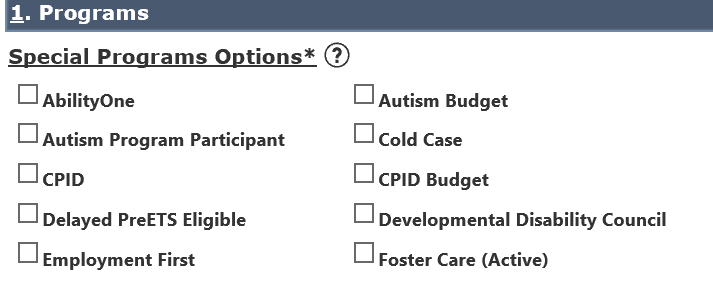 1. Programs
Special Programs Options* ?
AbilityOne
Autism Budget
Autism Program Participant
Cold Case
CPID
CPID Budget
Delayed PreETS Eligible
Developmental Disability Council
Employment First
Foster Care (Active)